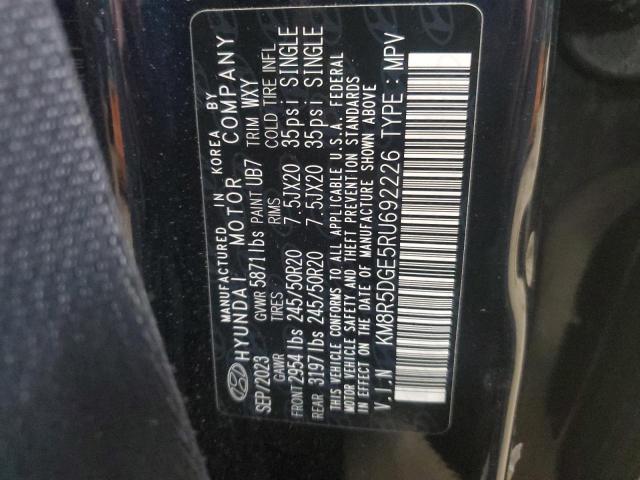 MANUFACTURED IN KOREA BY
HYUNDAI MOTOR COMPANY
SEP/2023 GVWR 5871lbs PAINT UB7 TRIM WXY
GAWR TIRES RIMS COLD TIRE INFL
FRONT 2954lbs 245/50R20 7.5JX20 35psi SINGLE
REAR 3197lbs 245/50R20 7.5JX20 35psi SINGLE
THIS VEHICLE CONFORMS TO ALL APPLICABLE U.S.A. FEDERAL
MOTOR VEHICLE SAFETY AND THEFT PREVENTION STANDARDS
IN EFFECT ON THE DATE OF MANUFACTURE SHOWN ABOVE
V.I.N : KM8R5DGE5RU692226 TYPE : MPV